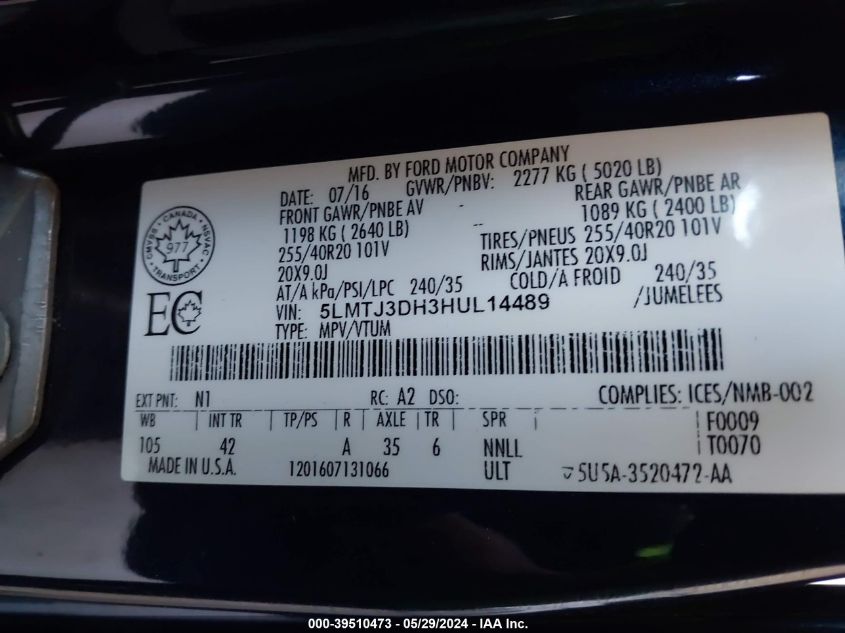 MFD. BY FORD MOTOR COMPANY
DATE: 07/16 GVWR/PNBV: 2277 KG ( 5020 LB)
FRONT GAWR/PNBE AV REAR GAWR/PNBE AR
1198 KG ( 2640 LB) 1089 KG ( 2400 LB)
255/40R20 101V TIRES/PNEUS 255/40R20 101V
20X9.0J RIMS/JANTES 20X9.0J
AT/A kPa/PSI/LPC 240/35 COLD/A FROID 240/35
VIN: 5LMTJ3DH3HUL14489 /JUMELEES
TYPE: MPV/VTUM
CANADA
CMVSS NSVAC
977
TRANSPORT
EC
EXT PNT: N1 RC: A2 DSO: COMPLIES: ICES/NMB-002
WB INT TR TP/PS R AXLE TR SPR F0009
105 42 A 35 6 NNLL T0070
MADE IN U.S.A. 1201607131066 ULT 5U5A-3520472-AA
000-39510473 - 05/29/2024 - IAA Inc.